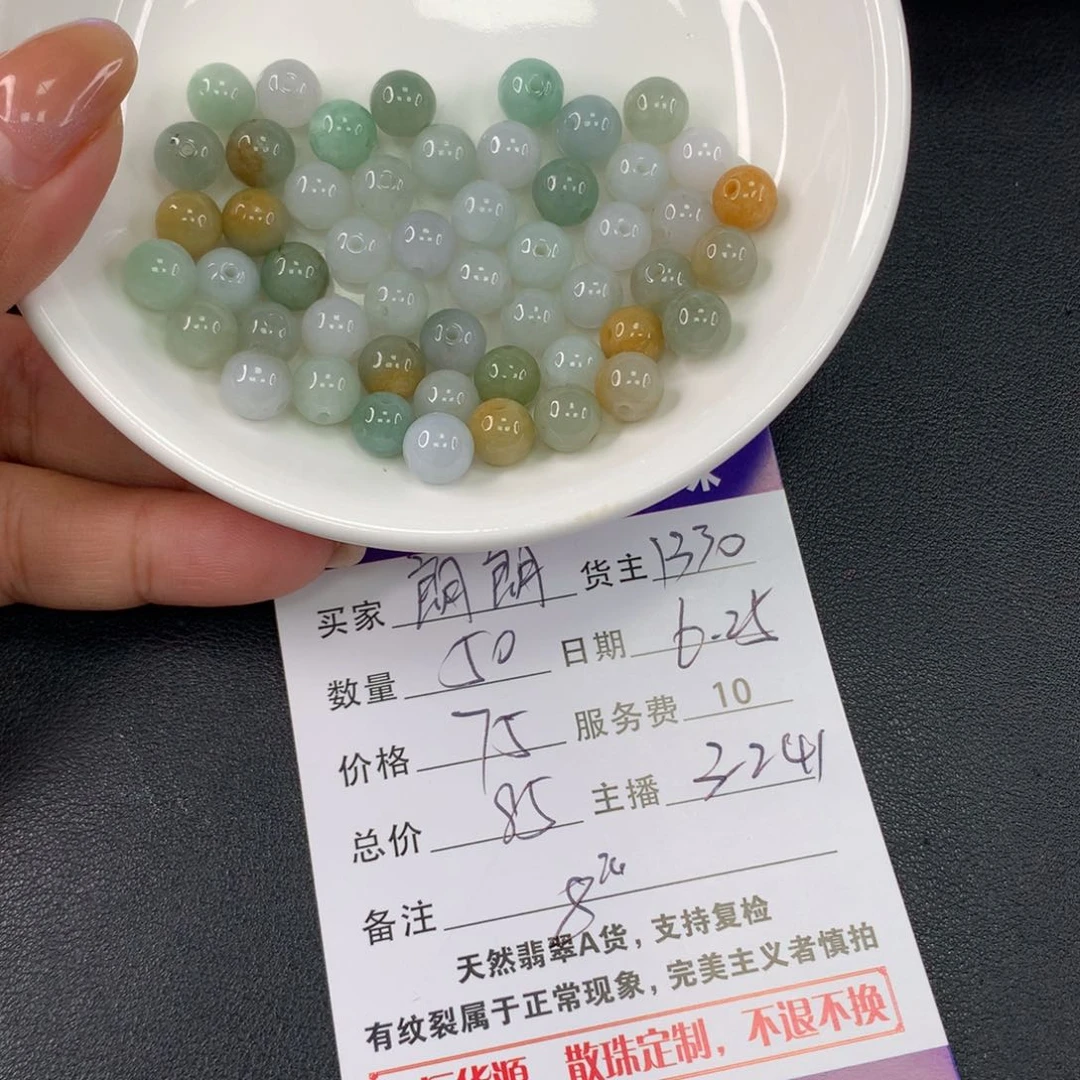 买家 朗朗 货主 1330
数量 50 日期 6-25
价格 75 服务费 10
总价 85 主播 3241
备注 8
天然翡翠A货，支持复检
有纹裂属于正常现象，完美主义者慎拍
货源 散珠定制，不退不换